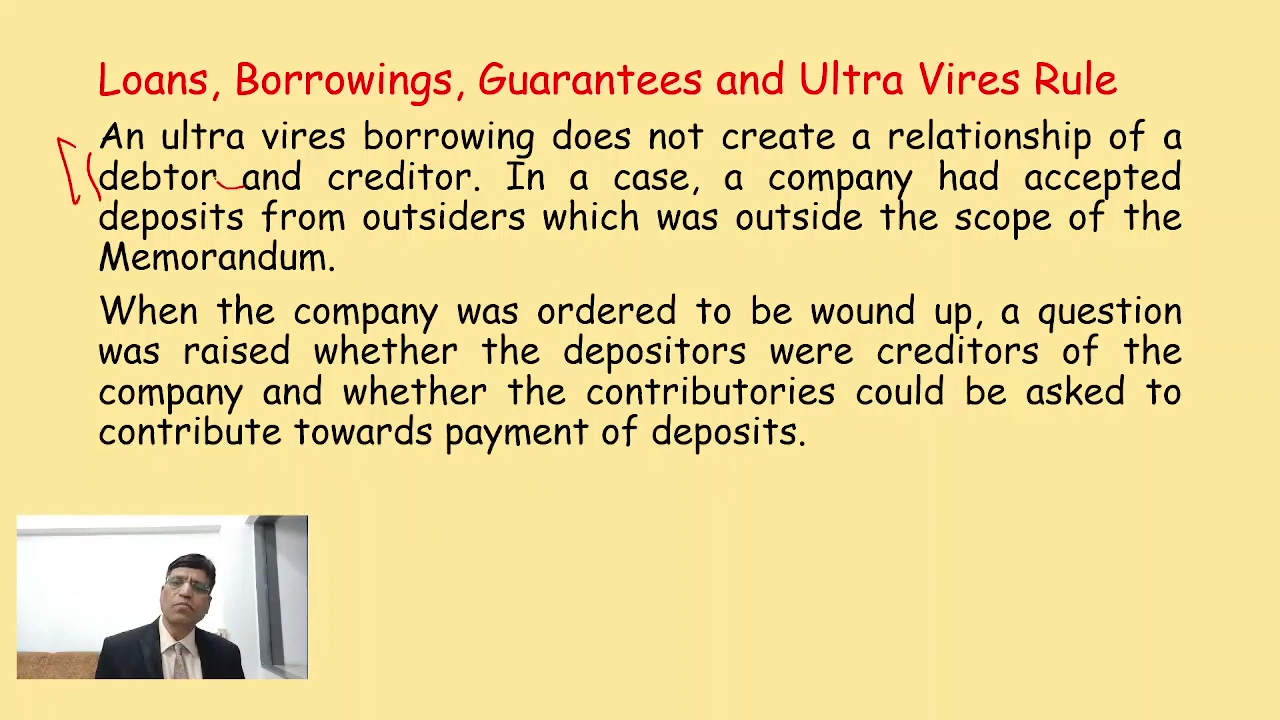 Loans, Borrowings, Guarantees and Ultra Vires Rule
An ultra vires borrowing does not create a relationship of a
debtor and creditor. In a case, a company had accepted
deposits from outsiders which was outside the scope of the
Memorandum.
When the company was ordered to be wound up, a question
was raised whether the depositors were creditors of the
company and whether the contributories could be asked to
contribute towards payment of deposits.